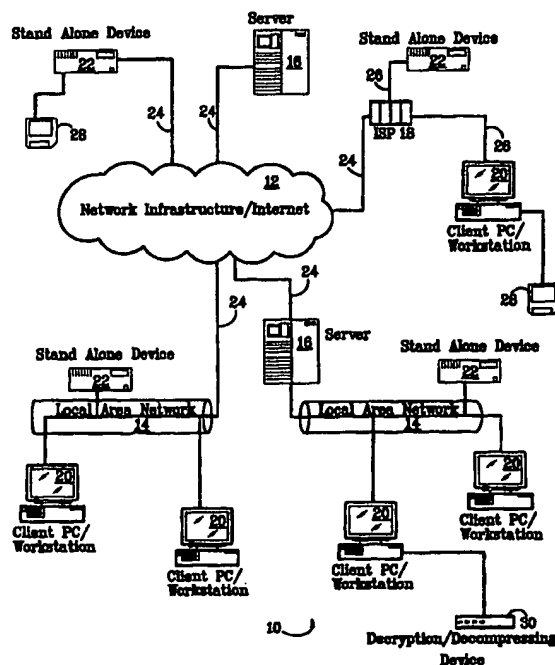 Server
16
Stand Alone Device
22
Stand Alone Device
22
26
28
24
24
ISP 18
24
26
12
Network Infrastructure/Internet
20
Client PC/
Workstation
24
28
24
16
Server
Stand Alone Device
22
Stand Alone Device
22
Local Area Network
14
Local Area Network
14
20
Client PC/
Workstation
20
Client PC/
Workstation
20
Client PC/
Workstation
20
Client PC/
Workstation
10
30
Decryption/Decompressing
Device